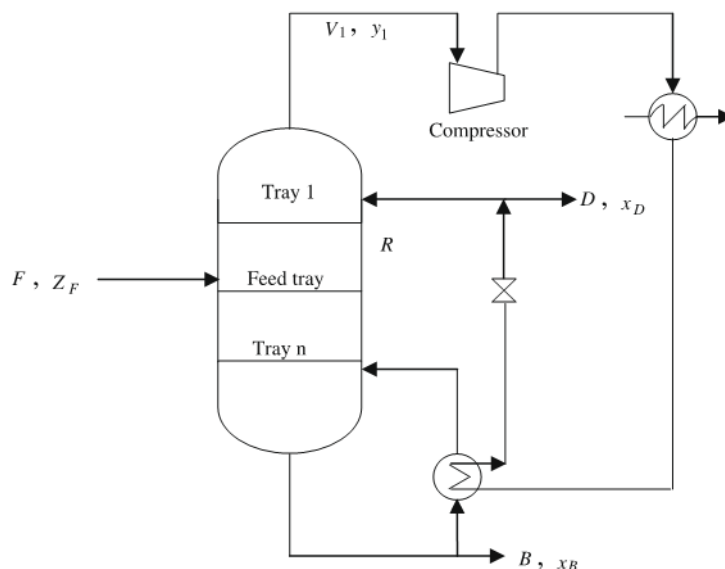 V1, y1
Compressor
Tray 1
D, xD
R
F, ZF
Feed tray
Tray n
B, xB